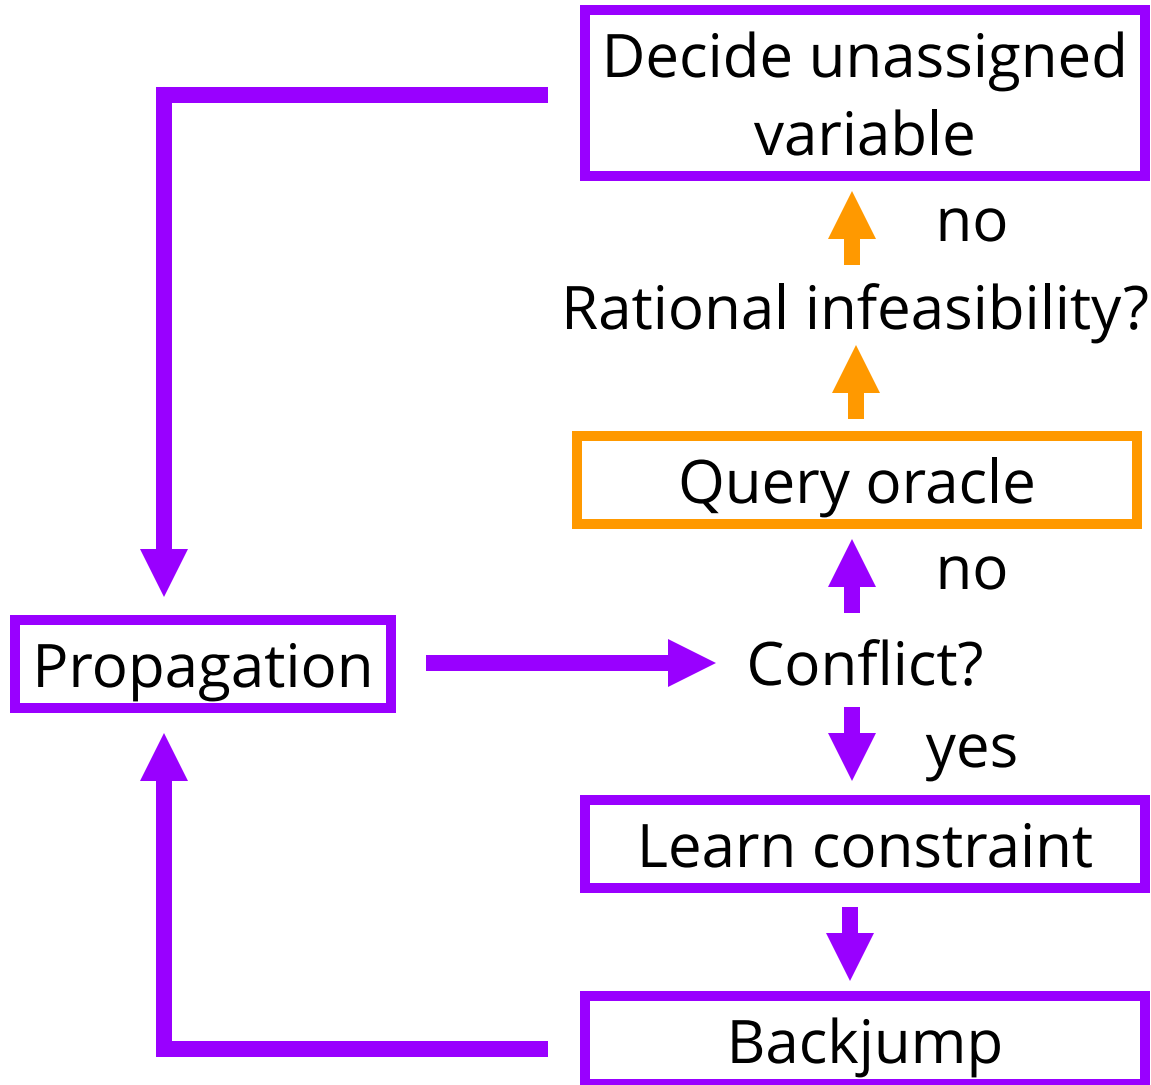 Decide unassigned
variable
no
Rational infeasibility?
Query oracle
no
Propagation
Conflict?
yes
Learn constraint
Backjump